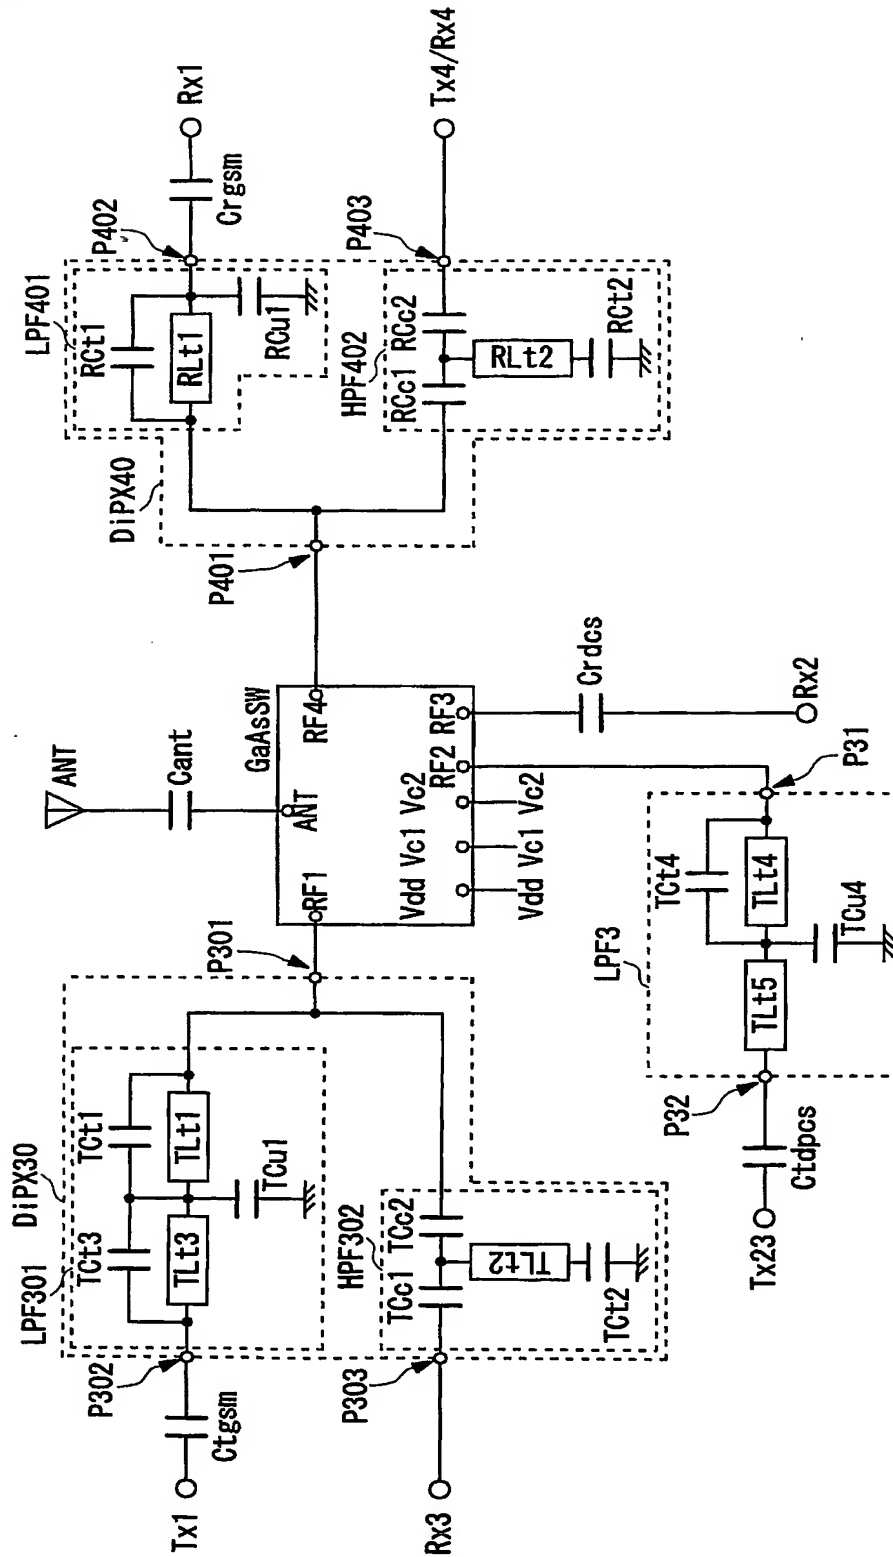 ANT
Cant
GaAsSW
ANT
RF1
RF4
Vdd Vc1 Vc2 RF2 RF3
Vdd Vc1 Vc2
DiPX30
LPF301
TCt3
TCt1
TLt3
TLt1
TCu1
P301
P302
Ctgsm
Tx1
HPF302
TCc1
TCc2
TLt2
TCt2
P303
Rx3
DiPX40
LPF401
RCt1
RLt1
RCu1
P401
P402
Crgsm
Rx1
HPF402
RCc1
RCc2
RLt2
RCt2
P403
Tx4/Rx4
Crdcs
Rx2
P31
LPF3
TCt4
TLt4
TLt5
TCu4
P32
Ctdpcs
Tx23